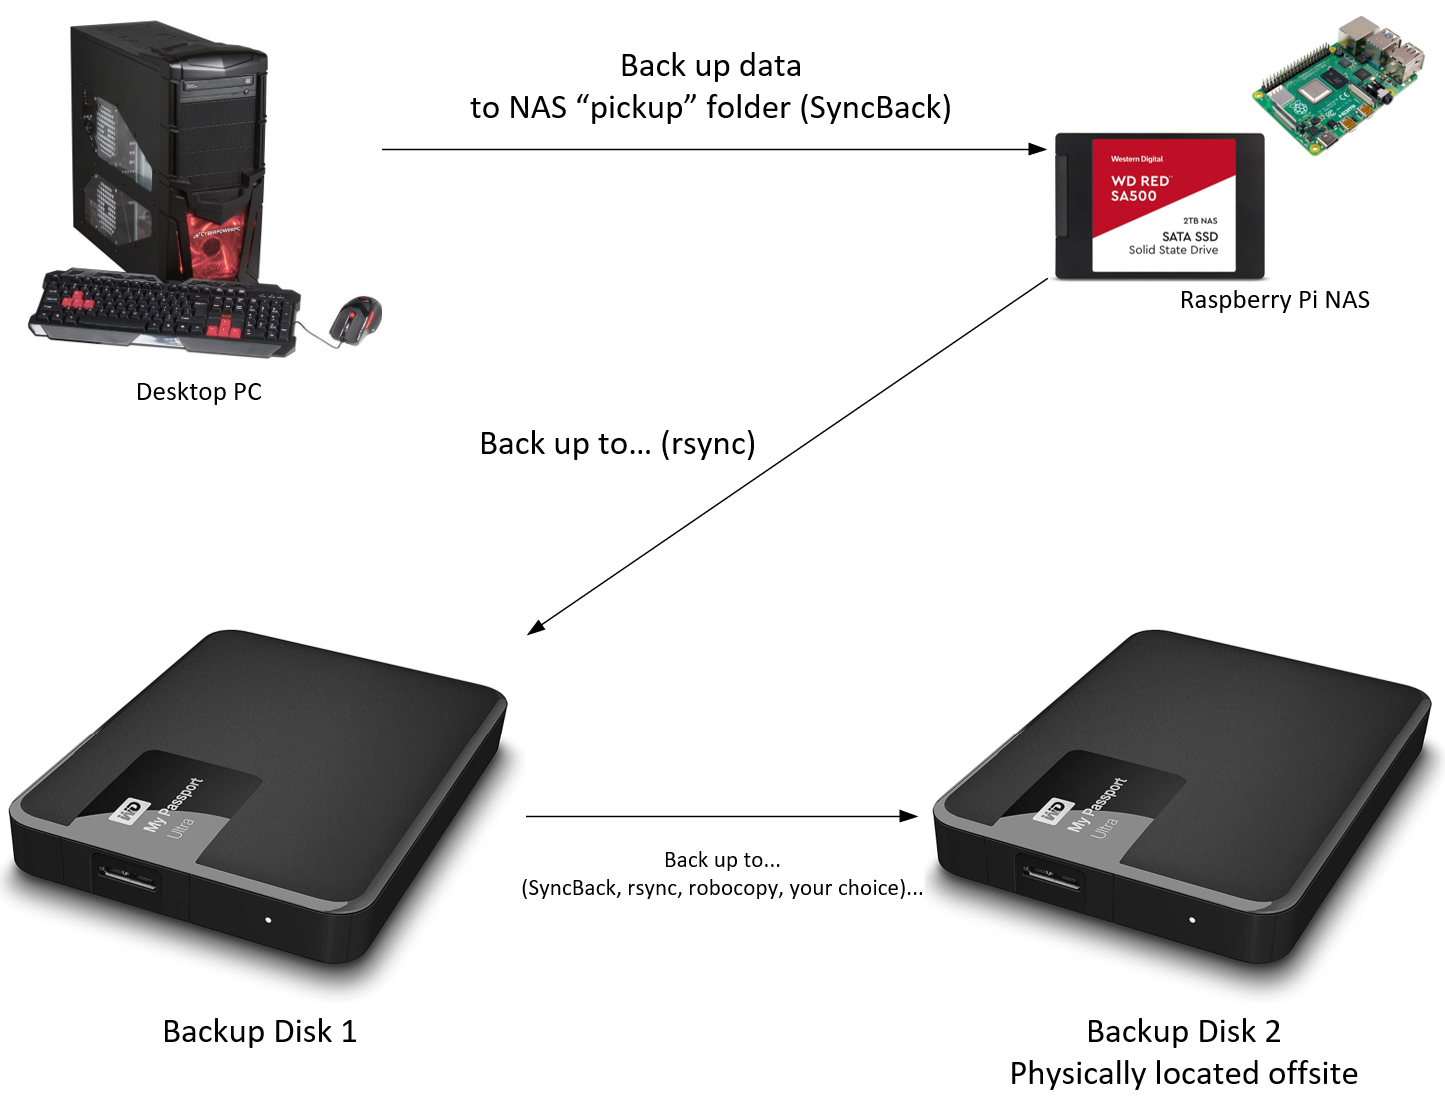 Back up data
to NAS “pickup” folder (SyncBack)
Western Digital
WD RED™
SA500
2TB NAS
SATA SSD
Solid State Drive
CYBERPOWERPC
Raspberry Pi NAS
Desktop PC
Back up to... (rsync)
WD
My Passport
Ultra
WD
My Passport
Ultra
Back up to...
(SyncBack, rsync, robocopy, your choice)...
Backup Disk 1
Backup Disk 2
Physically located offsite